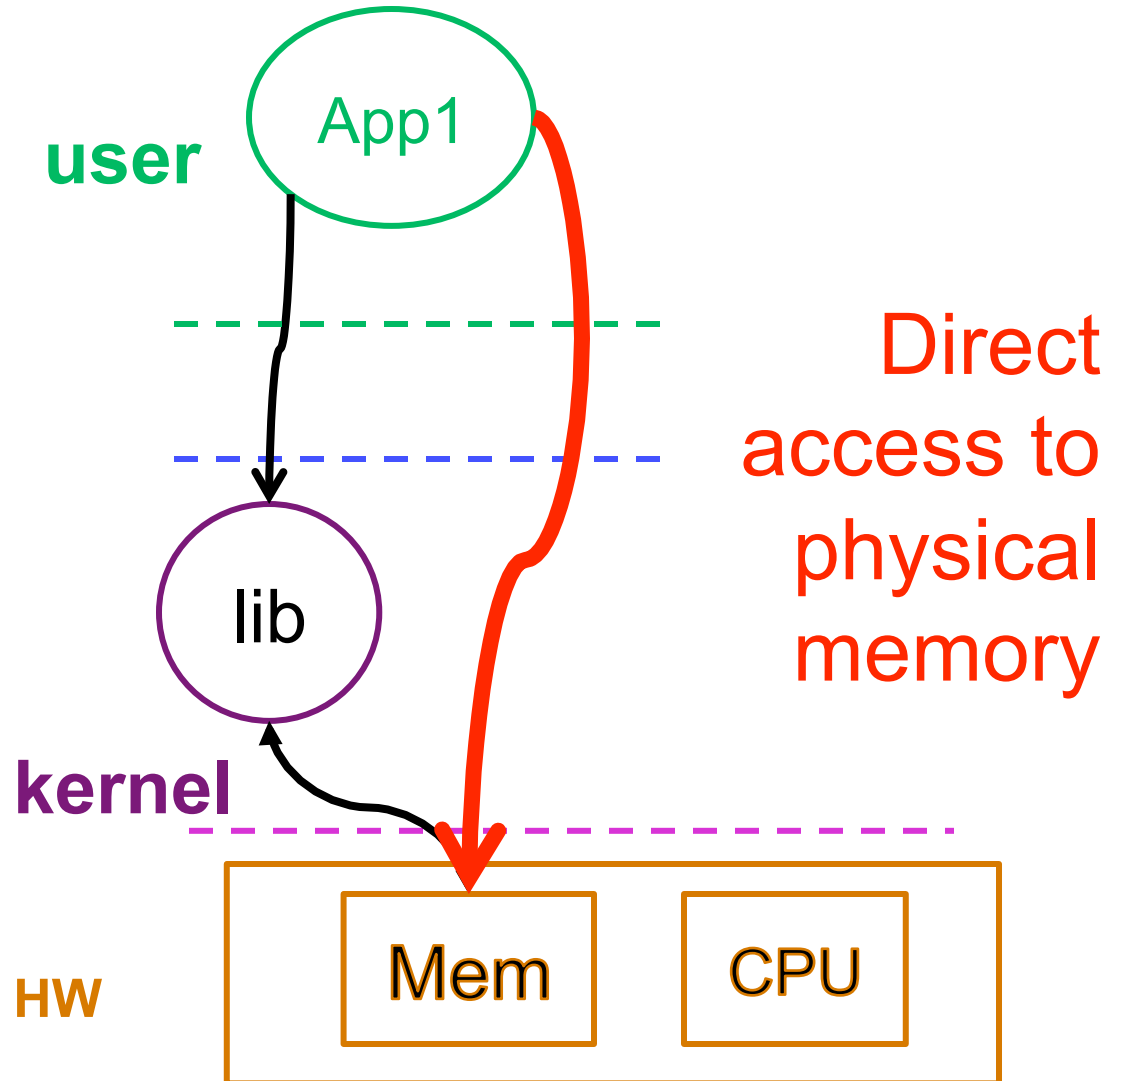 App1
user
Direct
access to
physical
memory
lib
kernel
Mem
CPU
HW